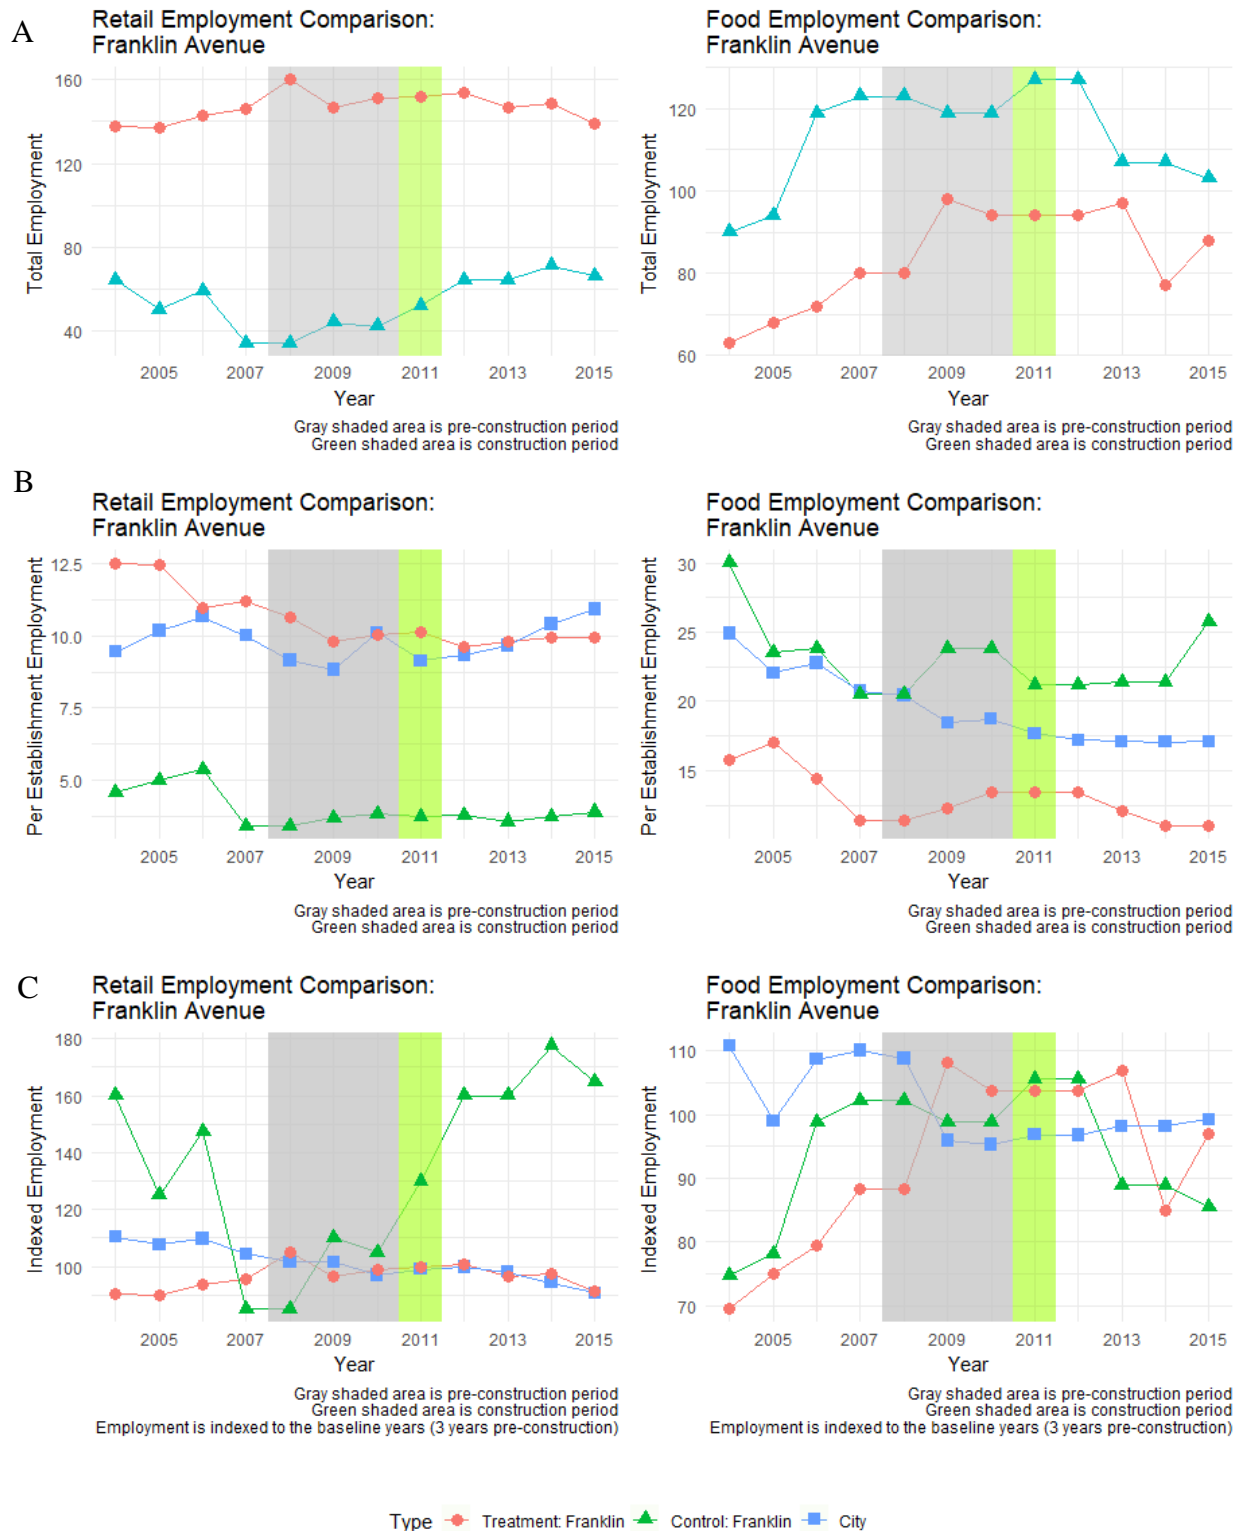 A
Retail Employment Comparison:
Franklin Avenue
Total Employment
160
120
80
40
2005 2007 2009 2011 2013 2015
Year
Gray shaded area is pre-construction period
Green shaded area is construction period
Food Employment Comparison:
Franklin Avenue
Total Employment
120
100
80
60
2005 2007 2009 2011 2013 2015
Year
Gray shaded area is pre-construction period
Green shaded area is construction period
B
Retail Employment Comparison:
Franklin Avenue
Per Establishment Employment
12.5
10.0
7.5
5.0
2005 2007 2009 2011 2013 2015
Year
Gray shaded area is pre-construction period
Green shaded area is construction period
Food Employment Comparison:
Franklin Avenue
Per Establishment Employment
30
25
20
15
2005 2007 2009 2011 2013 2015
Year
Gray shaded area is pre-construction period
Green shaded area is construction period
C
Retail Employment Comparison:
Franklin Avenue
Indexed Employment
180
160
140
120
100
2005 2007 2009 2011 2013 2015
Year
Gray shaded area is pre-construction period
Green shaded area is construction period
Employment is indexed to the baseline years (3 years pre-construction)
Food Employment Comparison:
Franklin Avenue
Indexed Employment
110
100
90
80
70
2005 2007 2009 2011 2013 2015
Year
Gray shaded area is pre-construction period
Green shaded area is construction period
Employment is indexed to the baseline years (3 years pre-construction)
Type Treatment: Franklin Control: Franklin City